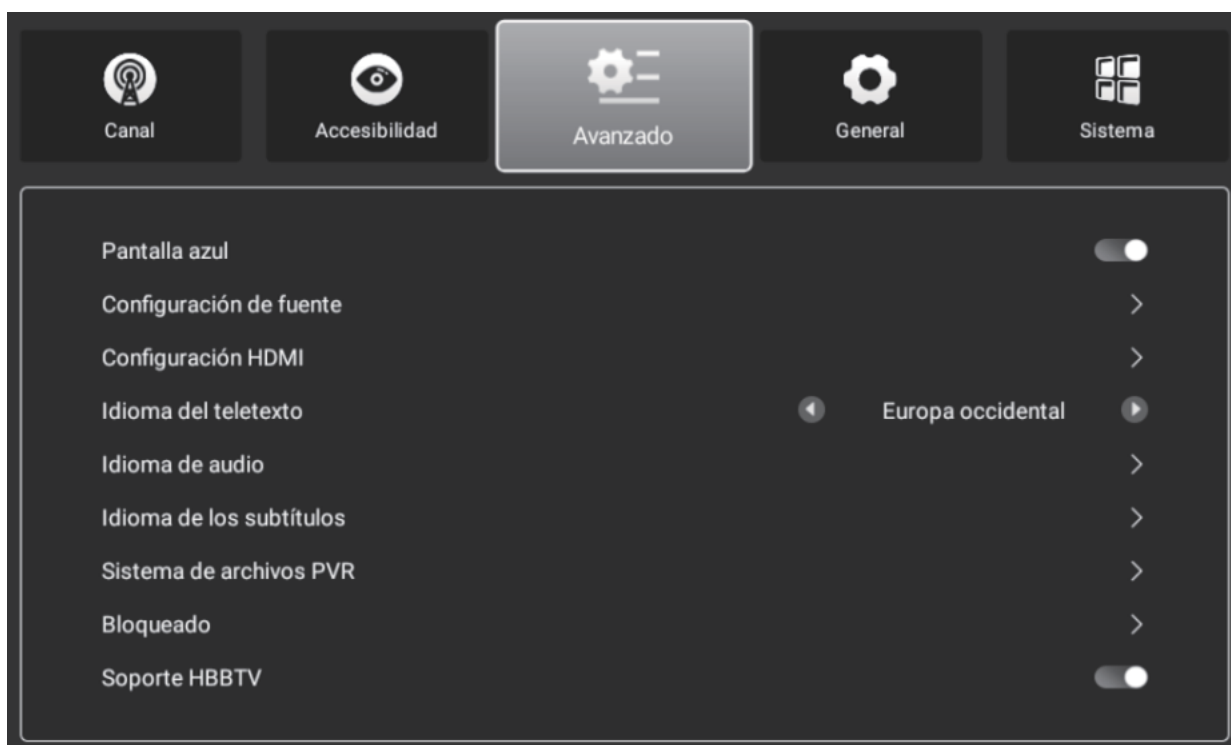 Canal
Accesibilidad
Avanzado
General
Sistema
Pantalla azul
Configuración de fuente
Configuración HDMI
Idioma del teletexto Europa occidental
Idioma de audio
Idioma de los subtítulos
Sistema de archivos PVR
Bloqueado
Soporte HBBTV